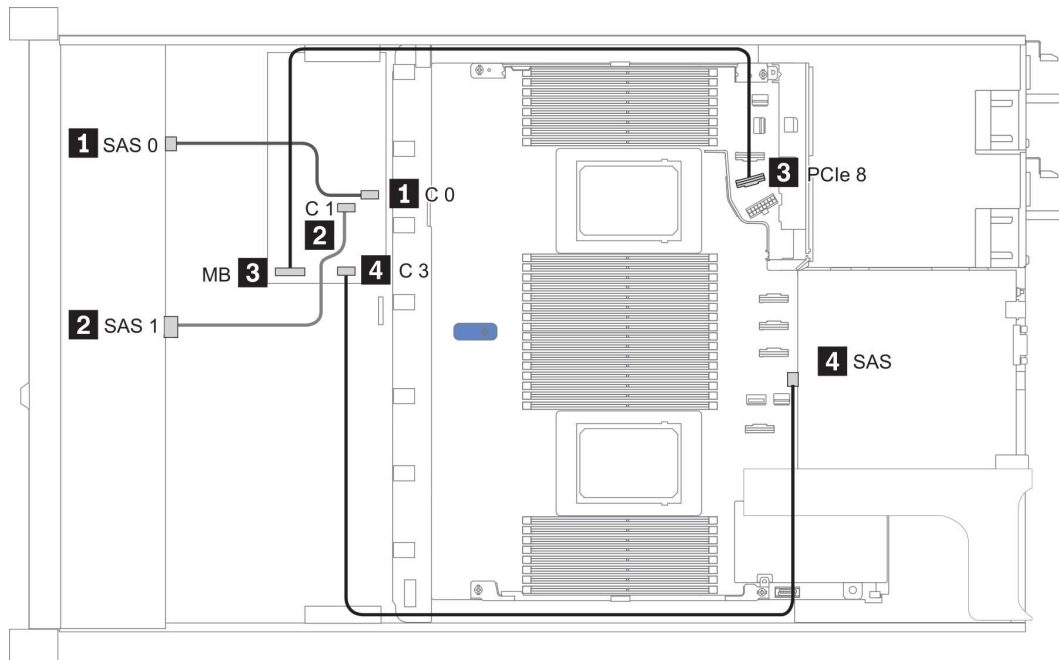 1 SAS 0
1 C 0
C 1
2
3 PCIe 8
MB 3
4 C 3
2 SAS 1
4 SAS